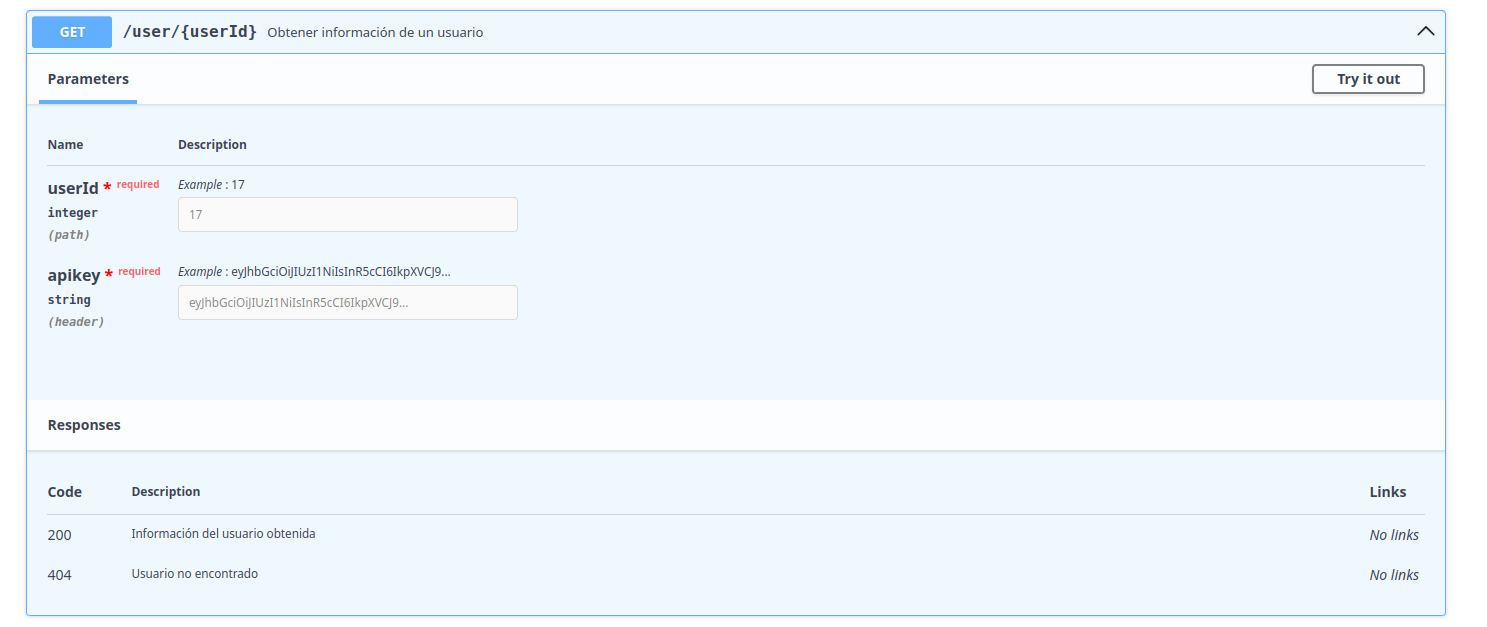 GET /user/{userId} Obtener información de un usuario
Parameters Try it out
Name Description
userId * required
Example : 17
integer
17
(path)
apikey * required
Example : eyJhbGciOiJIUzI1NiIsInR5cCI6IkpXVCJ9...
string
eyJhbGciOiJIUzI1NiIsInR5cCI6IkpXVCJ9...
(header)
Responses
Code Description Links
200 Información del usuario obtenida No links
404 Usuario no encontrado No links